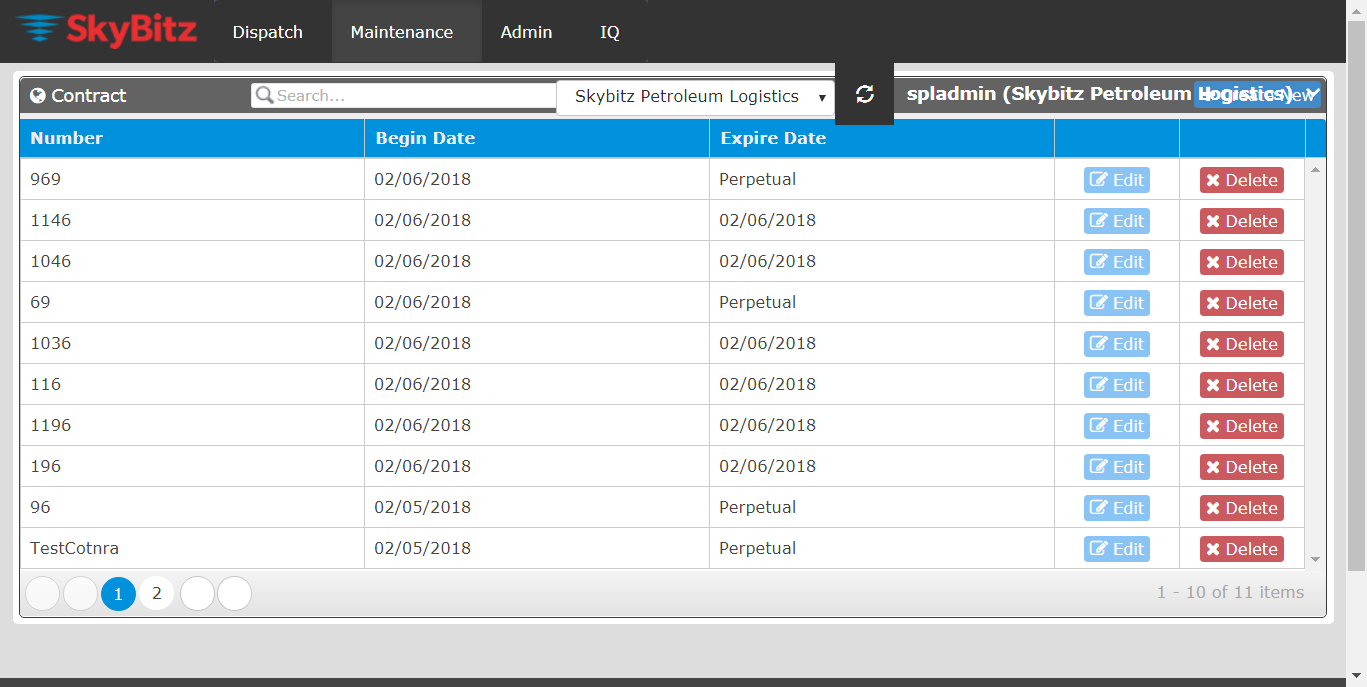 SkyBitz Dispatch Maintenance Admin IQ
Contract Search... Skybitz Petroleum Logistics spladmin (Skybitz Petroleum Logistics) Create New
Number Begin Date Expire Date
969 02/06/2018 Perpetual Edit Delete
1146 02/06/2018 02/06/2018 Edit Delete
1046 02/06/2018 02/06/2018 Edit Delete
69 02/06/2018 Perpetual Edit Delete
1036 02/06/2018 02/06/2018 Edit Delete
116 02/06/2018 02/06/2018 Edit Delete
1196 02/06/2018 02/06/2018 Edit Delete
196 02/06/2018 02/06/2018 Edit Delete
96 02/05/2018 Perpetual Edit Delete
TestCotnra 02/05/2018 Perpetual Edit Delete
1 2 1 - 10 of 11 items